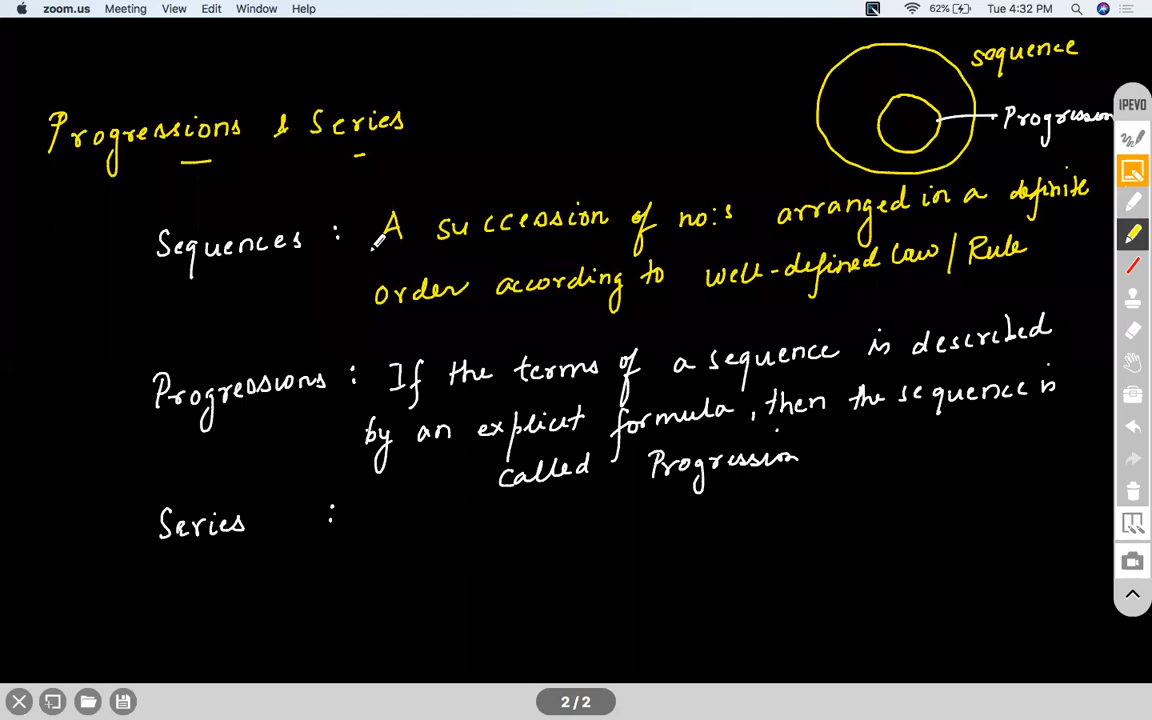 zoom.us Meeting View Edit Window Help 62% Tue 4:32 PM
sequence
Progression
IPEVO
Progressions & Series
Sequences : A succession of no:s arranged in a definite
order according to well-defined law/Rule
Progressions : If the terms of a sequence is described
by an explicit formula, then the sequence is
called Progression
Series :
2/2